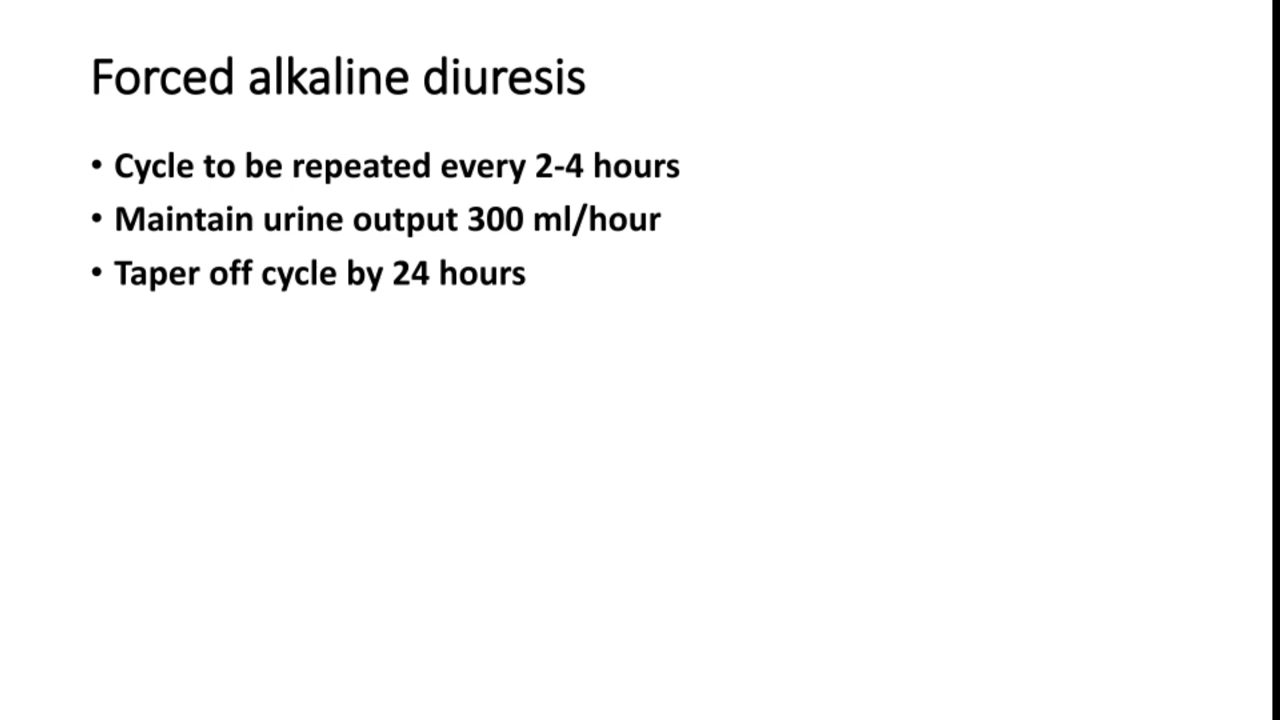 Forced alkaline diuresis
• Cycle to be repeated every 2-4 hours
• Maintain urine output 300 ml/hour
• Taper off cycle by 24 hours